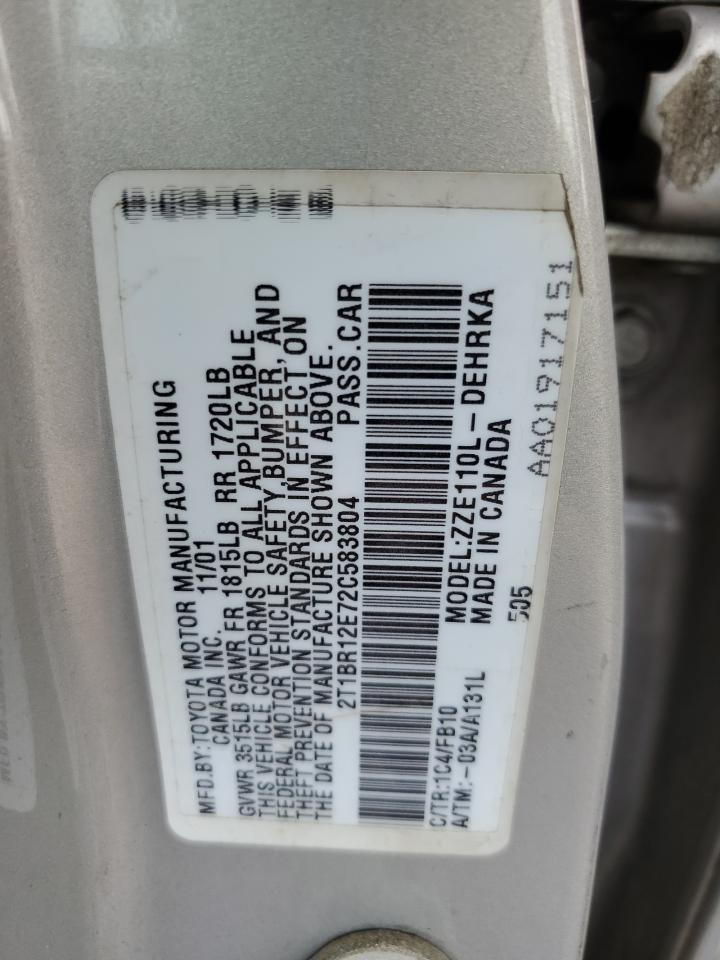 MFD.BY:TOYOTA MOTOR MANUFACTURING
CANADA INC. 11/01
GVWR 3515LB GAWR FR 1815LB RR 1720LB
THIS VEHICLE CONFORMS TO ALL APPLICABLE
FEDERAL MOTOR VEHICLE SAFETY,BUMPER, AND
THEFT PREVENTION STANDARDS IN EFFECT ON
THE DATE OF MANUFACTURE SHOWN ABOVE.
2T1BR12E72C583804 PASS.CAR
C/TR:1C4/FB10 MODEL:ZZE110L-DEHRKA
A/TM:-03A/A131L MADE IN CANADA
505
AA01917151